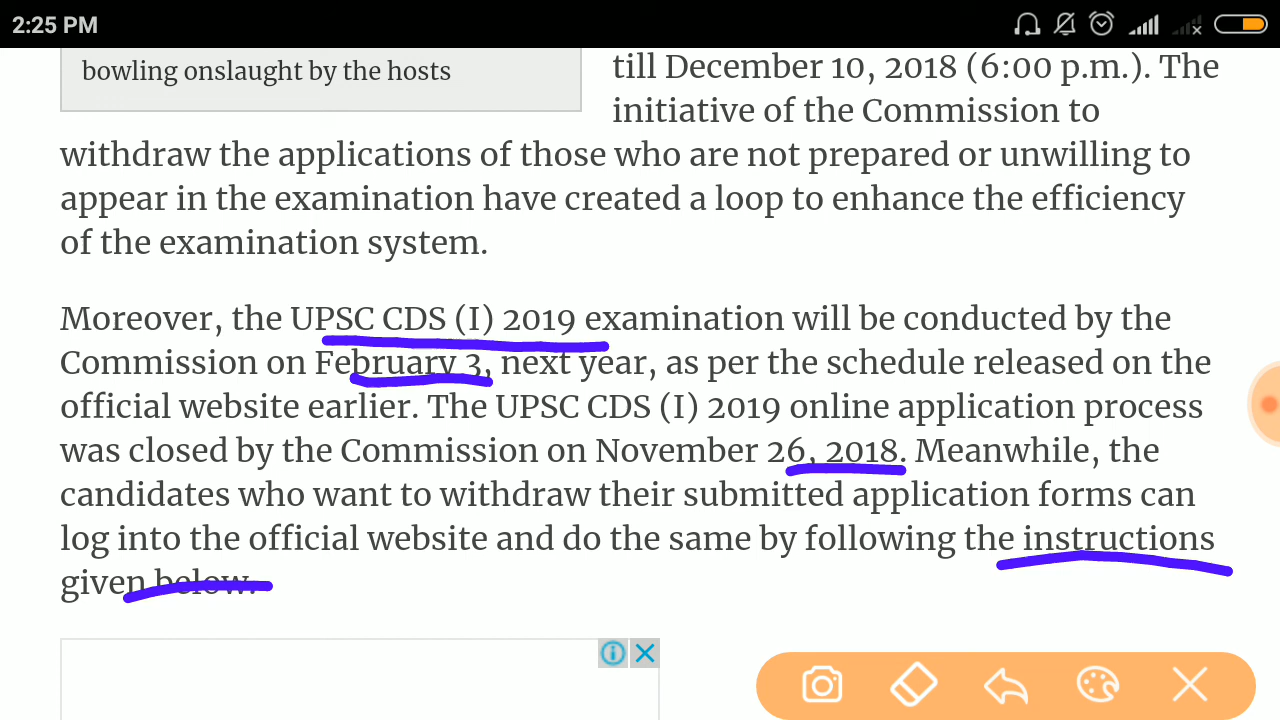 2:25 PM
bowling onslaught by the hosts
till December 10, 2018 (6:00 p.m.). The
initiative of the Commission to
withdraw the applications of those who are not prepared or unwilling to
appear in the examination have created a loop to enhance the efficiency
of the examination system.
Moreover, the UPSC CDS (I) 2019 examination will be conducted by the
Commission on February 3, next year, as per the schedule released on the
official website earlier. The UPSC CDS (I) 2019 online application process
was closed by the Commission on November 26, 2018. Meanwhile, the
candidates who want to withdraw their submitted application forms can
log into the official website and do the same by following the instructions
given below.